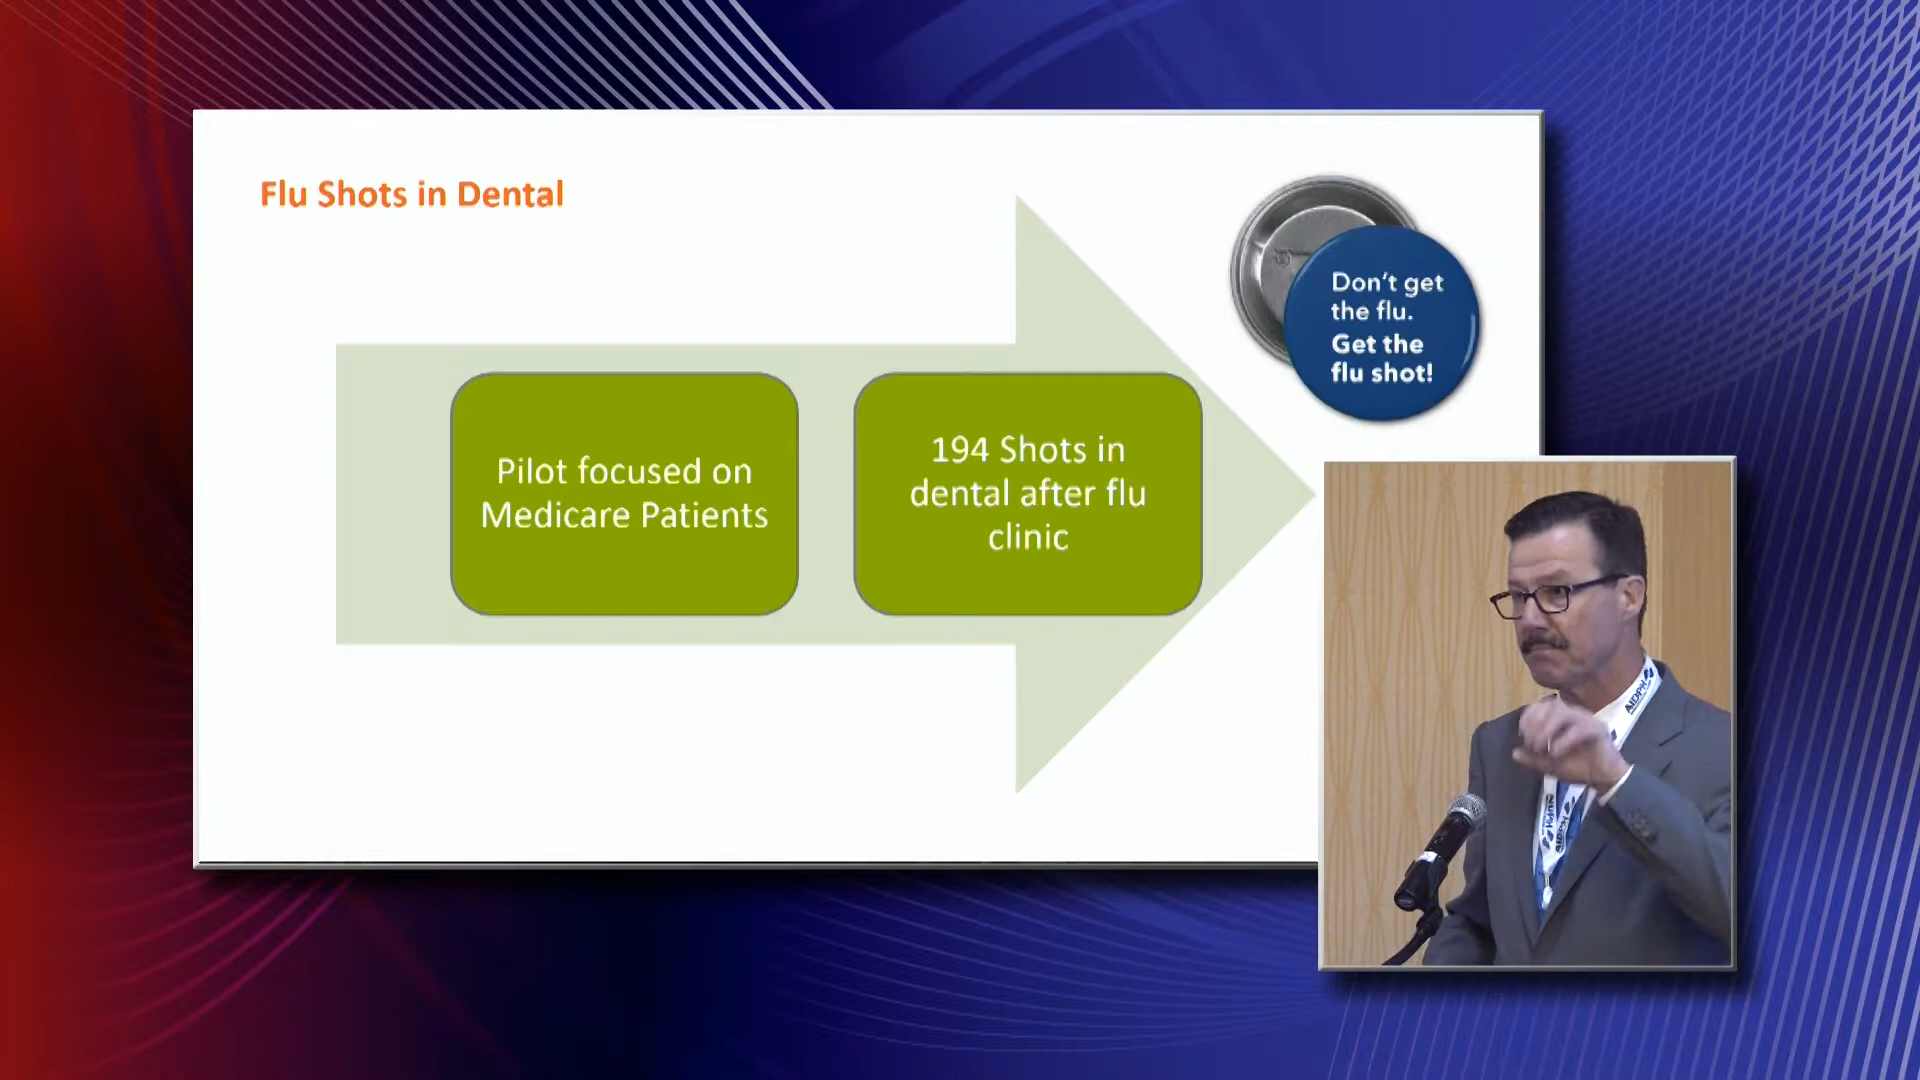 Flu Shots in Dental
Don't get
the flu.
Get the
flu shot!
Pilot focused on
Medicare Patients
194 Shots in
dental after flu
clinic